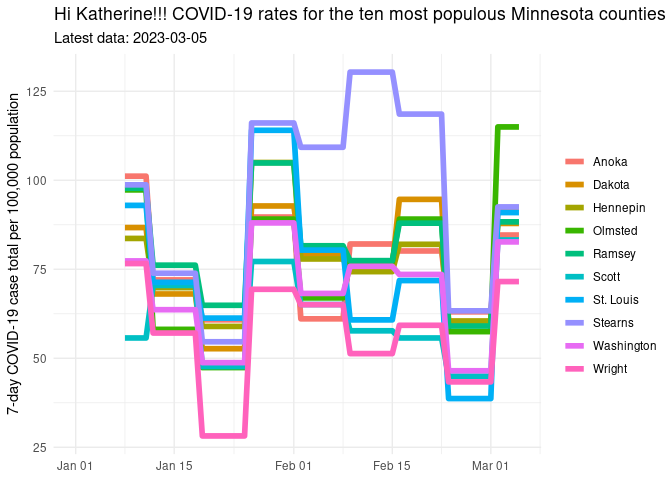 Hi Katherine!!! COVID-19 rates for the ten most populous Minnesota counties
Latest data: 2023-03-05
7-day COVID-19 case total per 100,000 population
125
100
75
50
25
Jan 01
Jan 15
Feb 01
Feb 15
Mar 01
Anoka
Dakota
Hennepin
Olmsted
Ramsey
Scott
St. Louis
Stearns
Washington
Wright